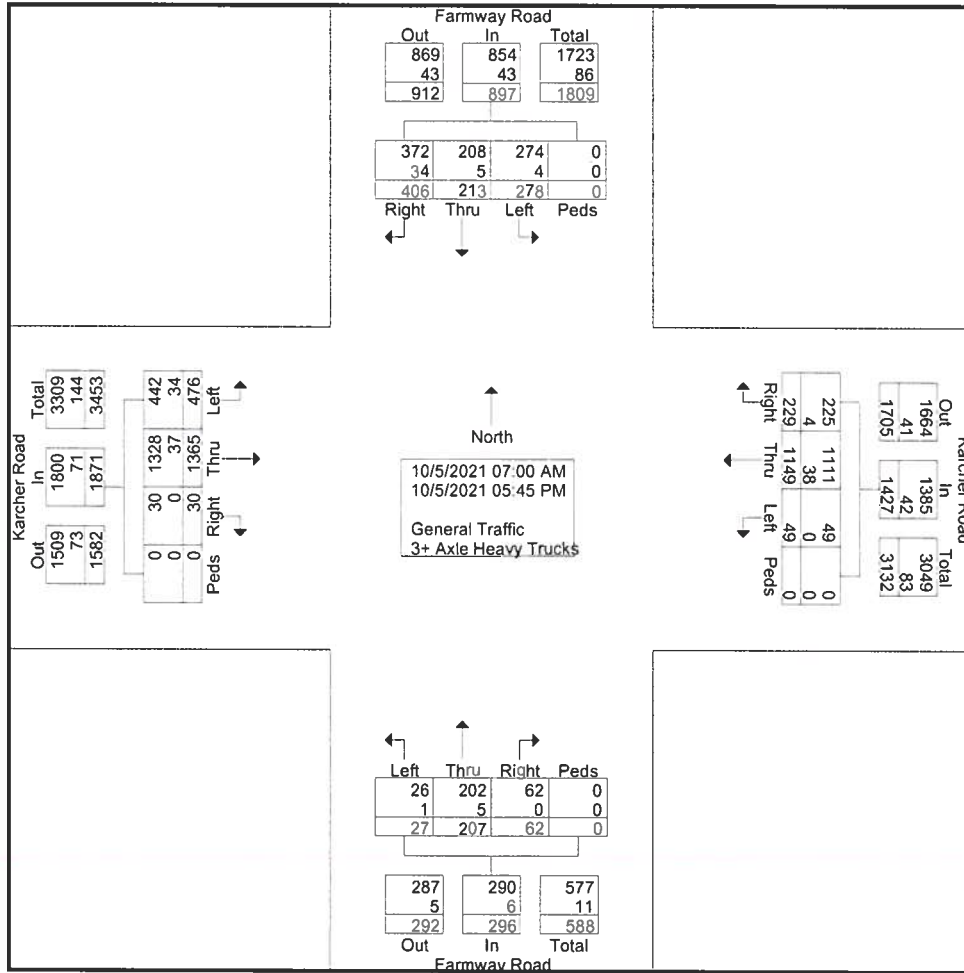 Farmway Road
Out In Total
869 854 1723
43 43 86
912 897 1809
372 208 274 0
34 5 4 0
406 213 278 0
Right Thru Left Peds
Karcher Road
Total In Out
3309 1800 1509
144 71 73
3453 1871 1582
Left Thru Right Peds
442 1328 30 0
34 37 0 0
476 1365 30 0
North
10/5/2021 07:00 AM
10/5/2021 05:45 PM
General Traffic
3+ Axle Heavy Trucks
Right Thru Left Peds
225 1111 49 0
4 38 0 0
229 1149 49 0
Karcher Road
Out In Total
1664 1385 3049
41 42 83
1705 1427 3132
Left Thru Right Peds
26 202 62 0
1 5 0 0
27 207 62 0
287 290 577
5 6 11
292 296 588
Out In Total
Farmway Road